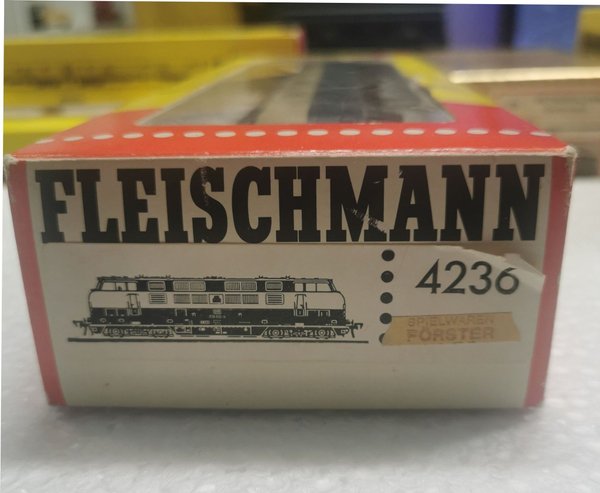 FLEISCHMANN
4236
SPIELWAREN
FÖRSTER